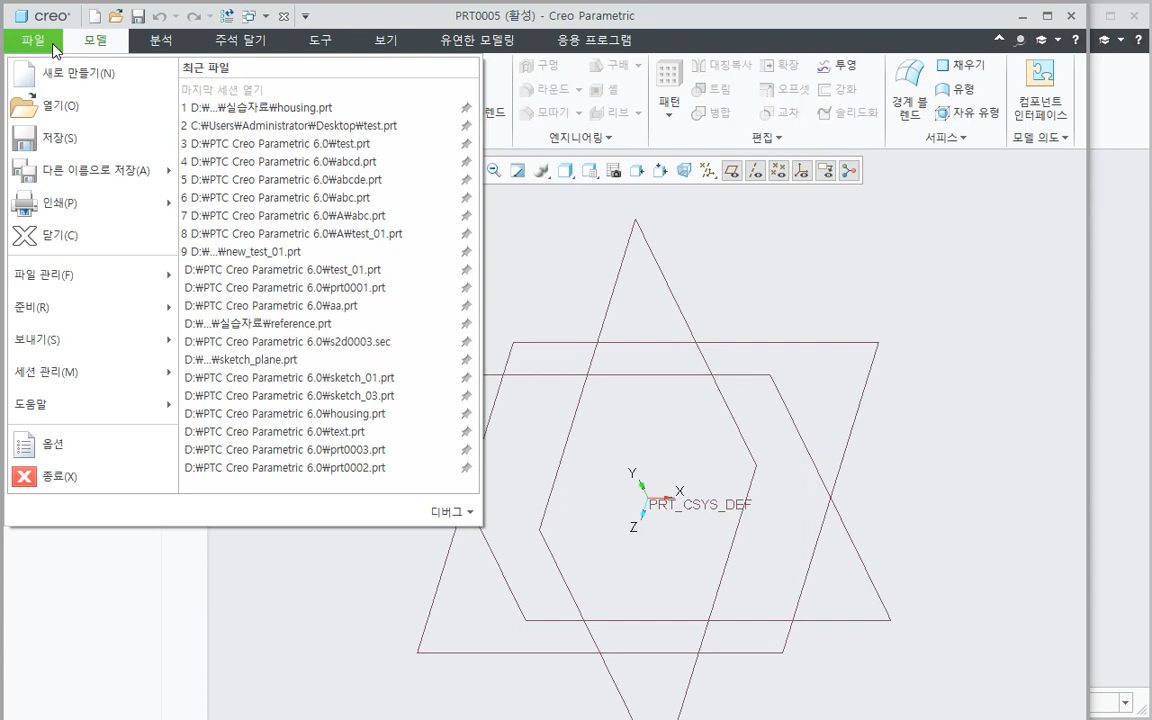 creo
PRT0005 (활성) - Creo Parametric
파일 모델 분석 주석 달기 도구 보기 유연한 모델링 응용 프로그램
새로 만들기(N)
열기(O)
저장(S)
다른 이름으로 저장(A)
인쇄(P)
닫기(C)
파일 관리(F)
준비(R)
보내기(S)
세션 관리(M)
도움말
옵션
종료(X)
최근 파일
마지막 세션 열기
1 D:₩...₩실습자료₩housing.prt
2 C:₩Users₩Administrator₩Desktop₩test.prt
3 D:₩PTC Creo Parametric 6.0₩test.prt
4 D:₩PTC Creo Parametric 6.0₩abcd.prt
5 D:₩PTC Creo Parametric 6.0₩abcde.prt
6 D:₩PTC Creo Parametric 6.0₩abc.prt
7 D:₩PTC Creo Parametric 6.0₩A₩abc.prt
8 D:₩PTC Creo Parametric 6.0₩A₩test_01.prt
9 D:₩...₩new_test_01.prt
D:₩PTC Creo Parametric 6.0₩test_01.prt
D:₩PTC Creo Parametric 6.0₩prt0001.prt
D:₩PTC Creo Parametric 6.0₩aa.prt
D:₩...₩실습자료₩reference.prt
D:₩PTC Creo Parametric 6.0₩s2d0003.sec
D:₩...₩sketch_plane.prt
D:₩PTC Creo Parametric 6.0₩sketch_01.prt
D:₩PTC Creo Parametric 6.0₩sketch_03.prt
D:₩PTC Creo Parametric 6.0₩housing.prt
D:₩PTC Creo Parametric 6.0₩text.prt
D:₩PTC Creo Parametric 6.0₩prt0003.prt
D:₩PTC Creo Parametric 6.0₩prt0002.prt
디버그
렌드
구멍 구배
라운드 셸
모따기 리브
엔지니어링
패턴
대칭복사 확장 투영
트림 오프셋 강화
병합 교차 솔리드화
편집
경계 블렌드
채우기
유형
자유 유형
서피스
컴포넌트
인터페이스
모델 의도
Y
X
PRT_CSYS_DEF
Z